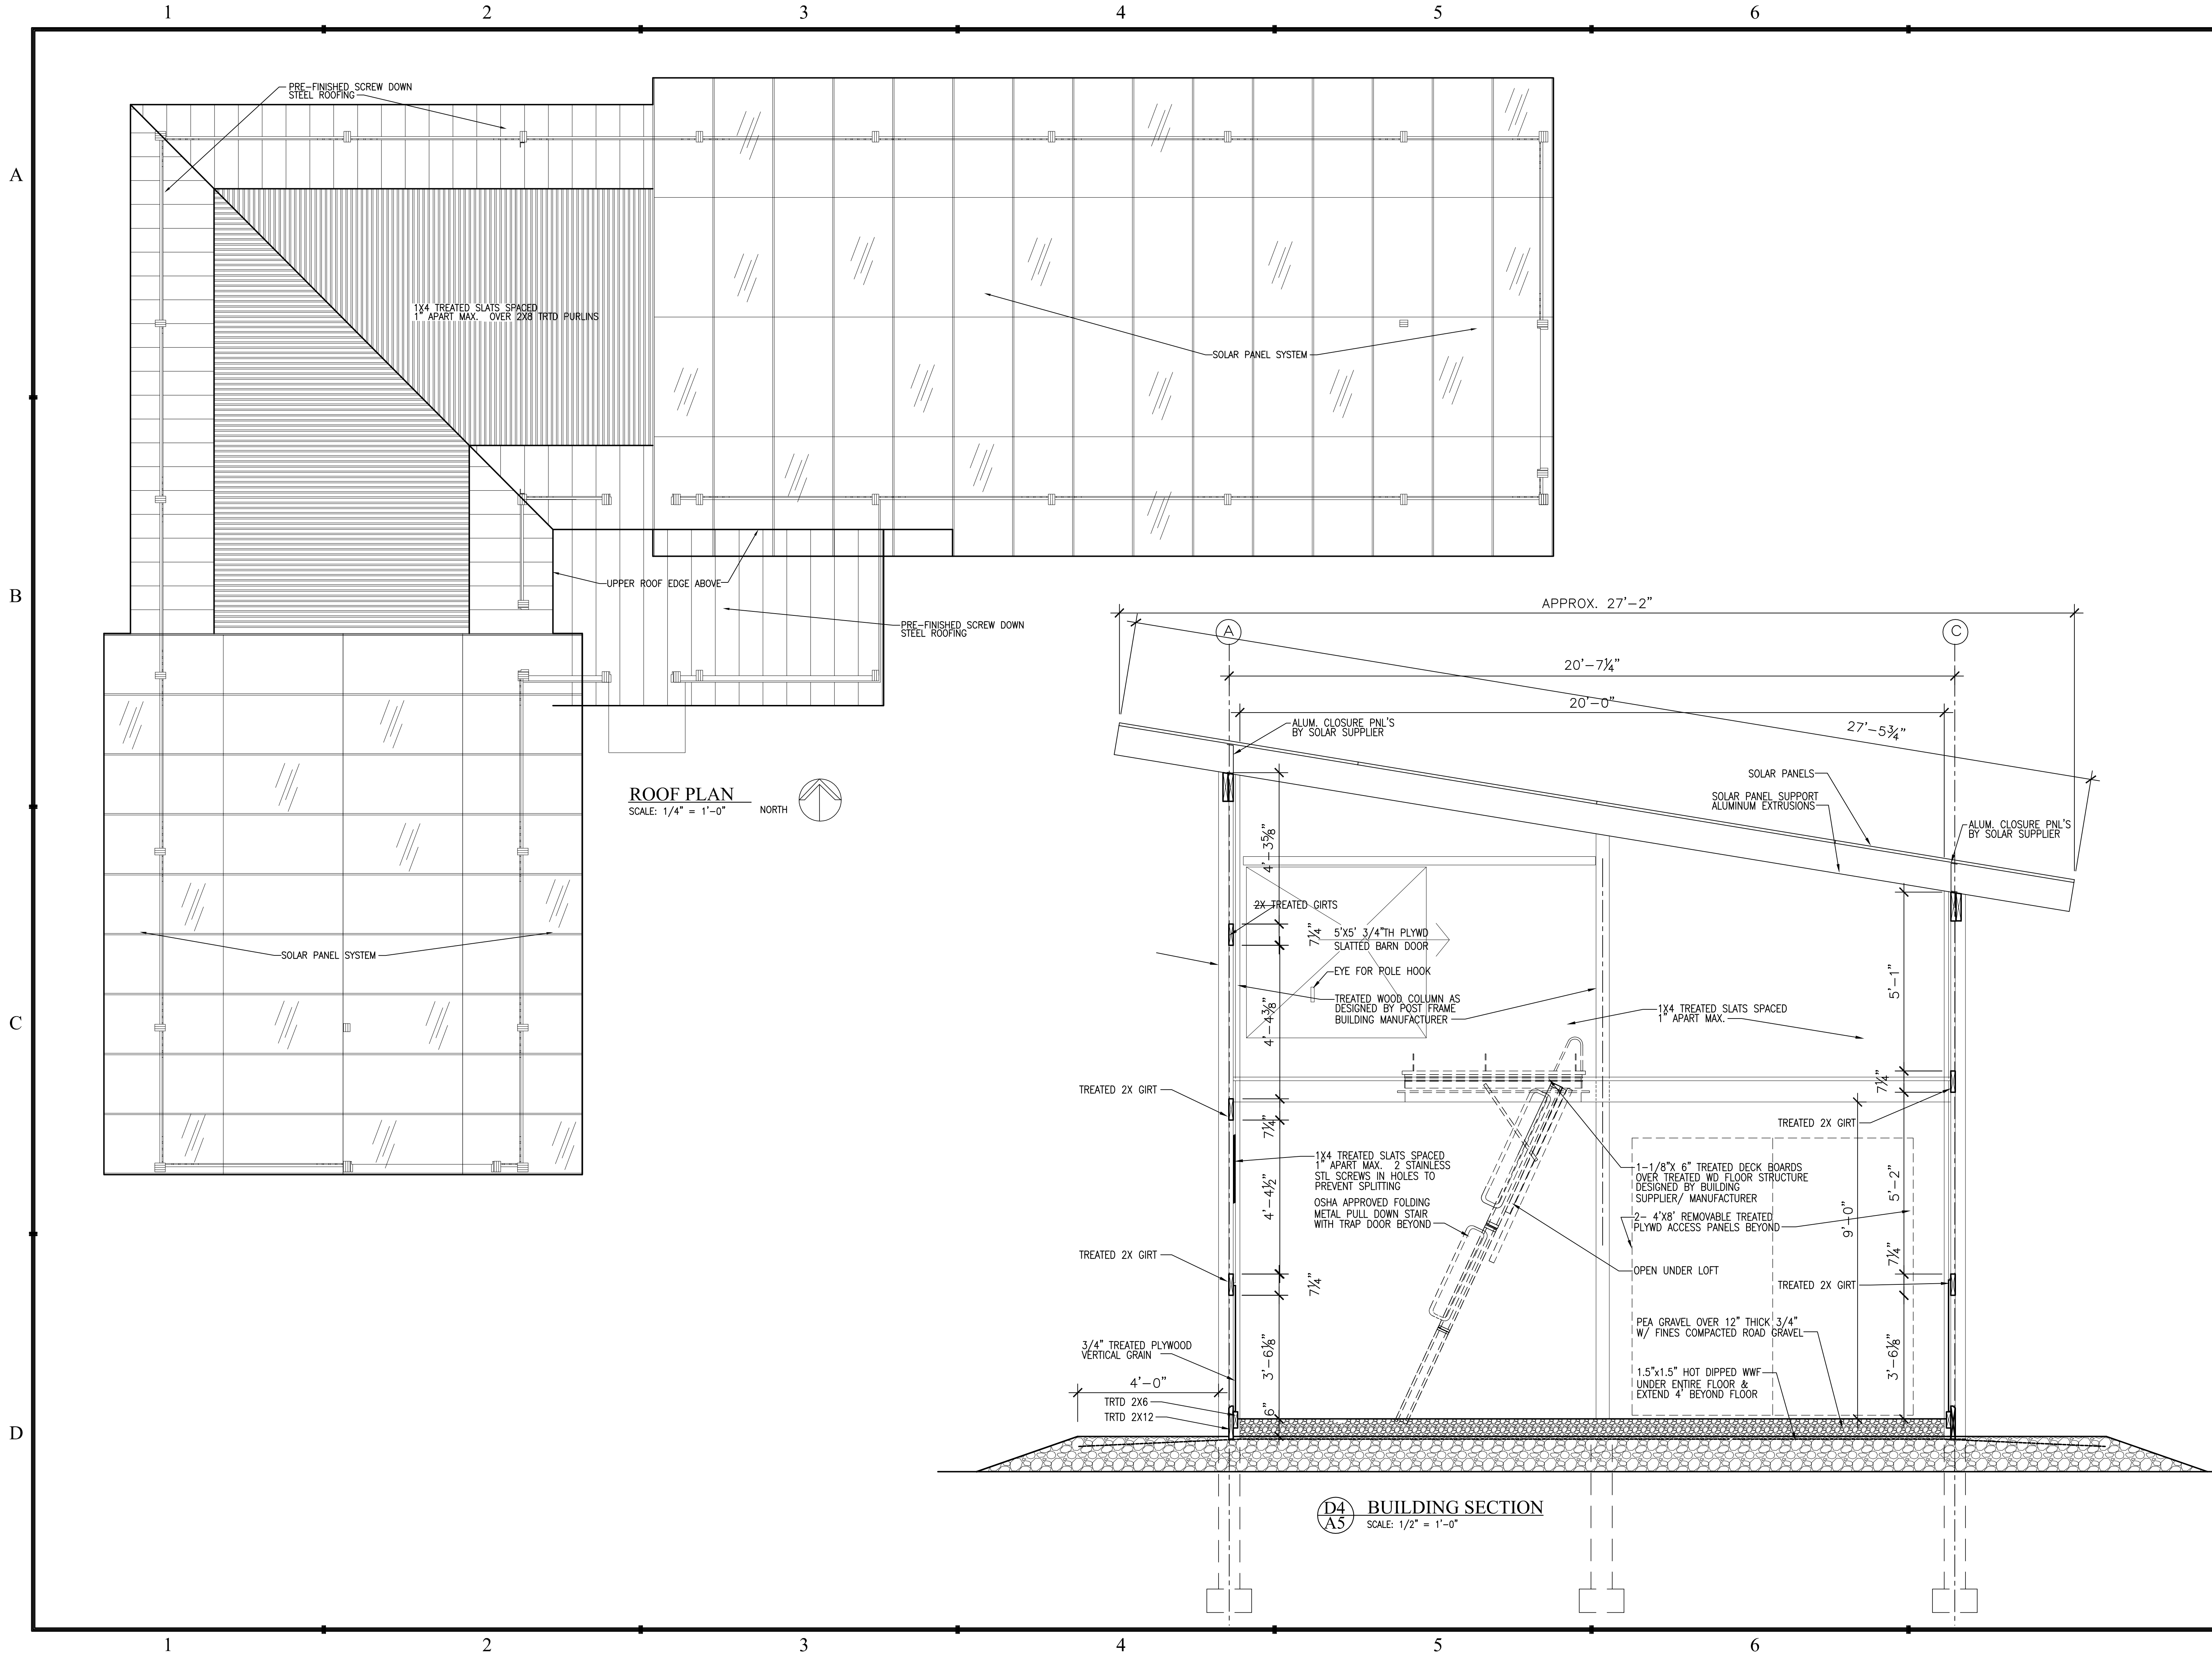 1 2 3 4 5 6
A
B
C
D
PRE-FINISHED SCREW DOWN
STEEL ROOFING
1X4 TREATED SLATS SPACED
1" APART MAX. OVER 2X8 TRTD PURLINS
SOLAR PANEL SYSTEM
UPPER ROOF EDGE ABOVE
PRE-FINISHED SCREW DOWN
STEEL ROOFING
ROOF PLAN
SCALE: 1/4" = 1'-0"
NORTH
SOLAR PANEL SYSTEM
APPROX. 27'-2"
A
C
20'-7¼"
20'-0"
27'-5¾"
ALUM. CLOSURE PNL'S
BY SOLAR SUPPLIER
SOLAR PANELS
SOLAR PANEL SUPPORT
ALUMINUM EXTRUSIONS
ALUM. CLOSURE PNL'S
BY SOLAR SUPPLIER
4'-3⅝"
2X TREATED GIRTS
7¼"
5'X5' 3/4"TH PLYWD
SLATTED BARN DOOR
EYE FOR POLE HOOK
TREATED WOOD COLUMN AS
DESIGNED BY POST FRAME
BUILDING MANUFACTURER
4'-4⅜"
5'-1"
1X4 TREATED SLATS SPACED
1" APART MAX.
TREATED 2X GIRT
7¼"
7¼"
TREATED 2X GIRT
1X4 TREATED SLATS SPACED
1" APART MAX. 2 STAINLESS
STL SCREWS IN HOLES TO
PREVENT SPLITTING
OSHA APPROVED FOLDING
METAL PULL DOWN STAIR
WITH TRAP DOOR BEYOND
4'-4½"
1-1/8"X 6" TREATED DECK BOARDS
OVER TREATED WD FLOOR STRUCTURE
DESIGNED BY BUILDING
SUPPLIER/ MANUFACTURER
2- 4'X8' REMOVABLE TREATED
PLYWD ACCESS PANELS BEYOND
9'-0"
5'-2"
TREATED 2X GIRT
7¼"
OPEN UNDER LOFT
7¼"
TREATED 2X GIRT
3/4" TREATED PLYWOOD
VERTICAL GRAIN
3'-6⅛"
PEA GRAVEL OVER 12" THICK 3/4"
W/ FINES COMPACTED ROAD GRAVEL
3'-6⅛"
4'-0"
1.5"x1.5" HOT DIPPED WWF
UNDER ENTIRE FLOOR &
EXTEND 4' BEYOND FLOOR
TRTD 2X6
TRTD 2X12
6"
D4
A5
BUILDING SECTION
SCALE: 1/2" = 1'-0"
1 2 3 4 5 6